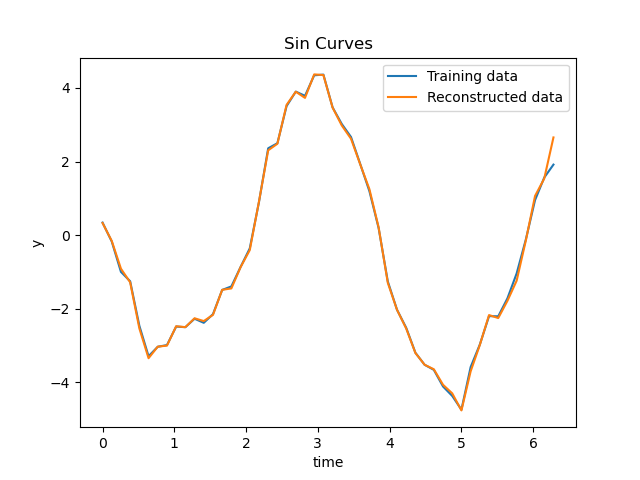 Sin Curves
Training data
Reconstructed data
4
2
0
−2
−4
y
0 1 2 3 4 5 6
time